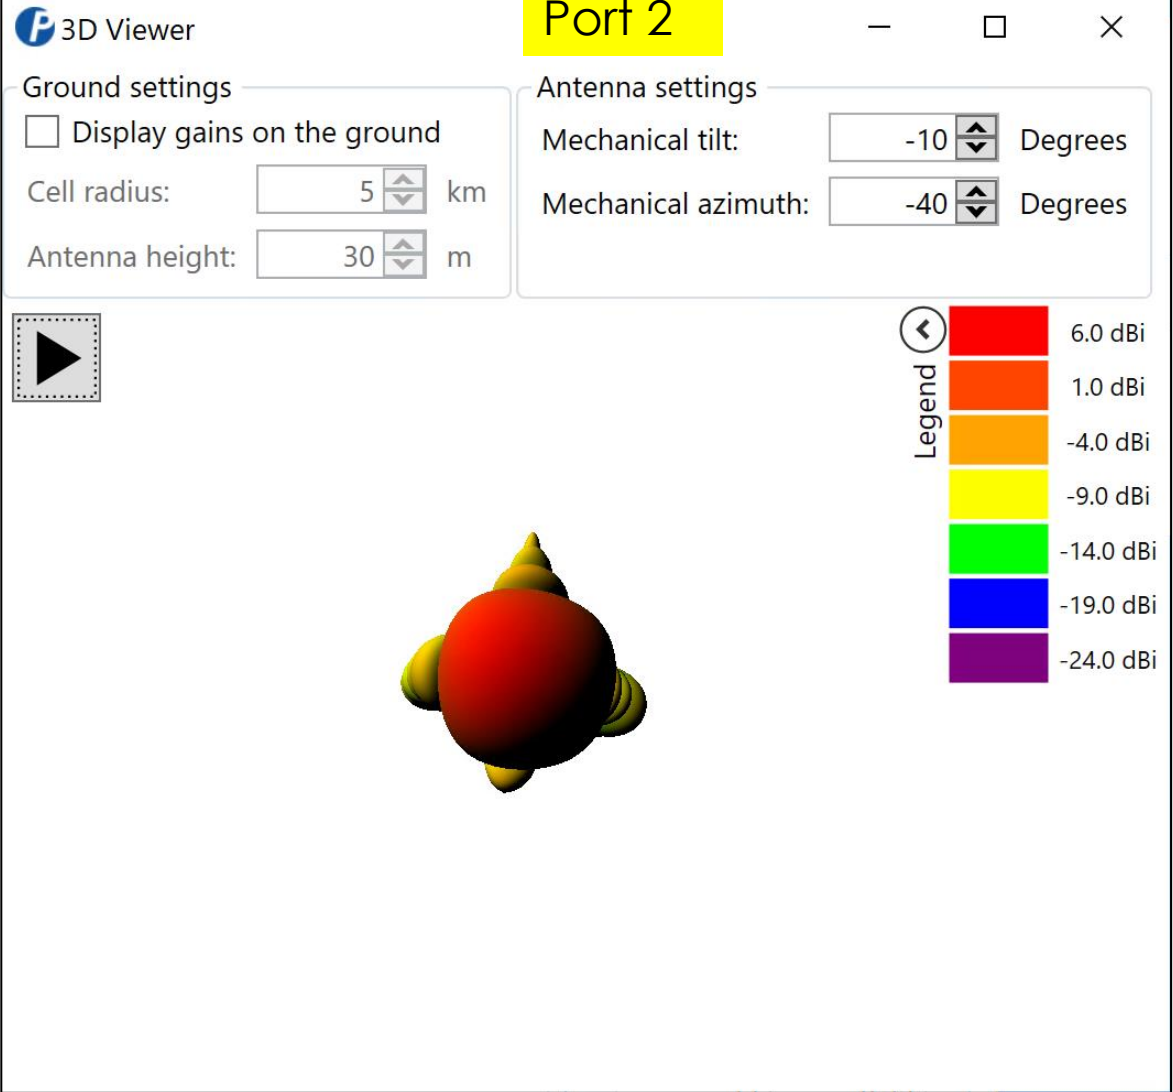 3D Viewer
Port 2
Ground settings
Display gains on the ground
Cell radius: 5 km
Antenna height: 30 m
Antenna settings
Mechanical tilt: -10 Degrees
Mechanical azimuth: -40 Degrees
Legend
6.0 dBi
1.0 dBi
-4.0 dBi
-9.0 dBi
-14.0 dBi
-19.0 dBi
-24.0 dBi